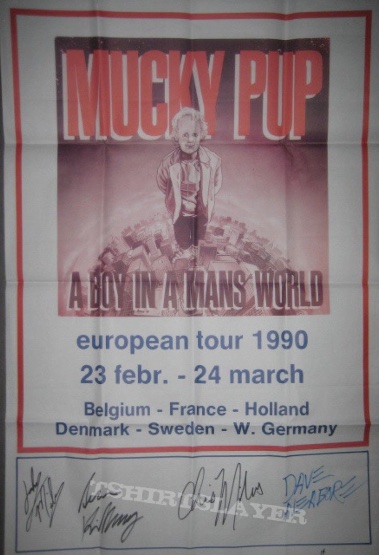 MUCKY PUP
A BOY IN A MANS WORLD
european tour 1990
23 febr. - 24 march
Belgium - France - Holland
Denmark - Sweden - W. Germany
TSHIRTSLAYER
DAVE